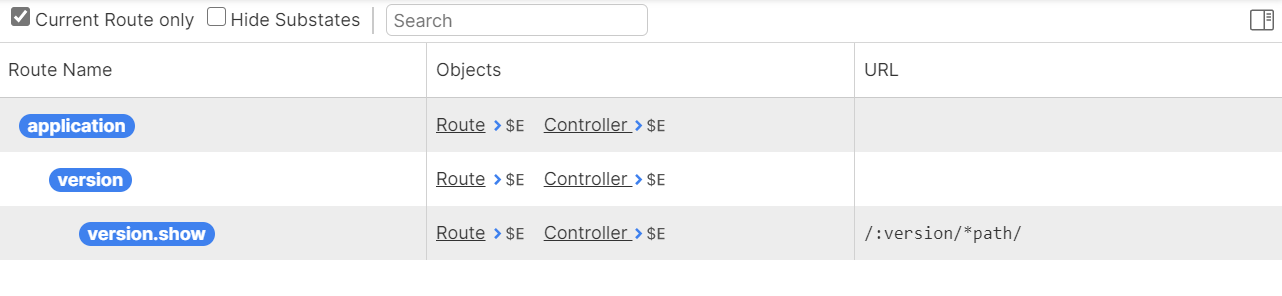 Current Route only Hide Substates Search
Route Name Objects URL
application Route >$E Controller >$E
version Route >$E Controller >$E
version.show Route >$E Controller >$E /:version/*path/